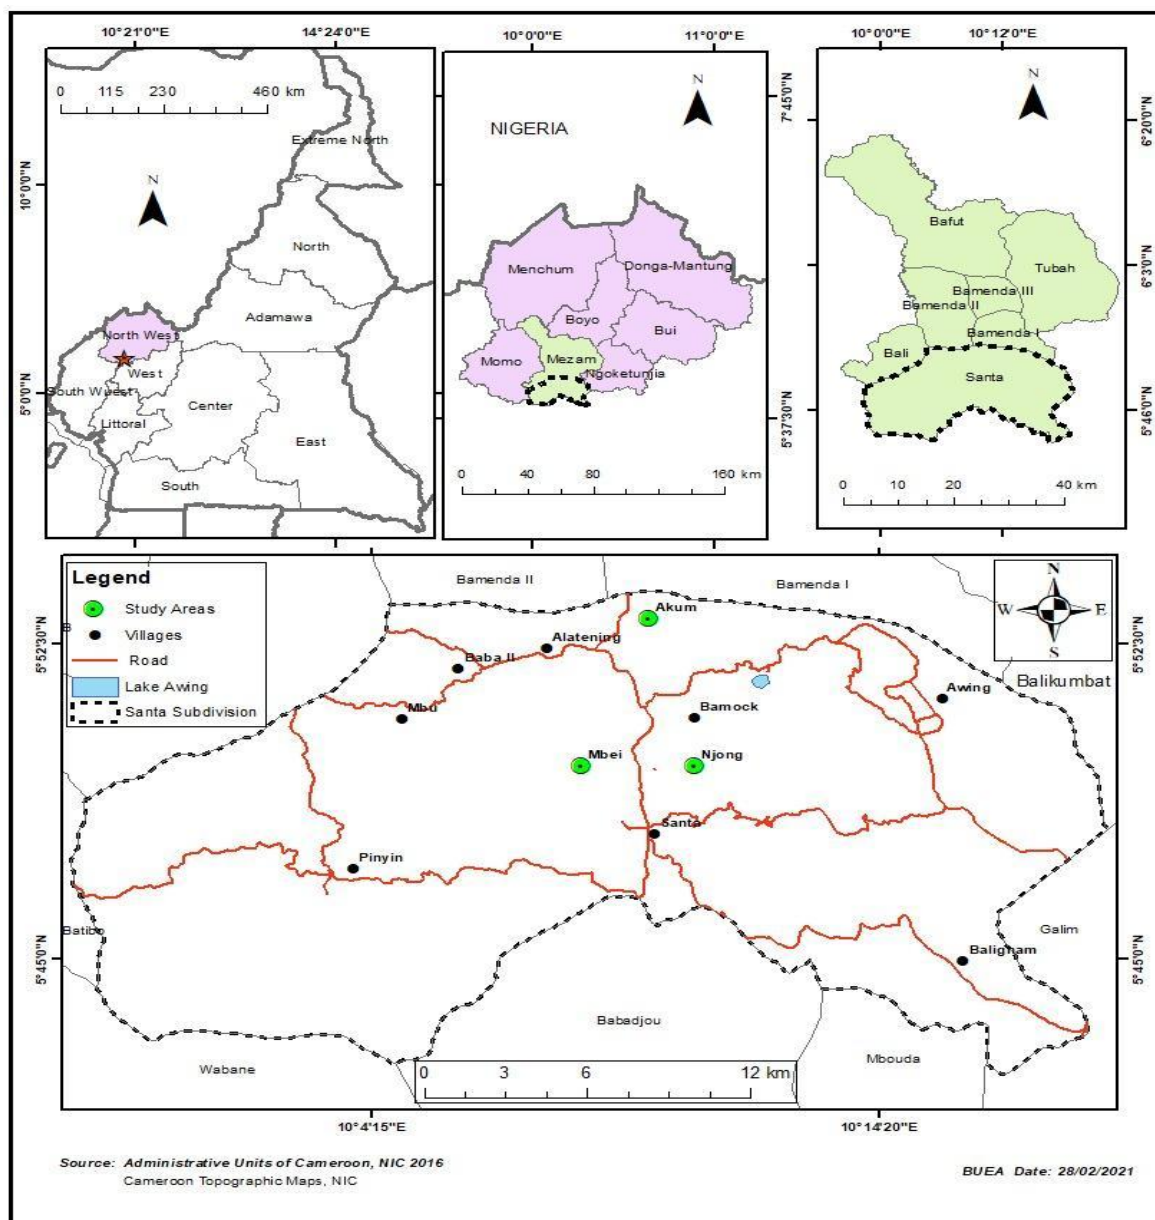 10°21'0"E
14°24'0"E
0 115 230 460 km
10°0'0"N
5°0'0"N
N
Extreme North
North
Adamawa
North West
West
South Wuest
Littoral
Center
East
South
10°0'0"E
11°0'0"E
N
NIGERIA
7°45'0"N
5°37'30"N
Menchum
Donga-Mantung
Boyo
Bui
Momo
Mezam
Ngoketunjia
0 40 80 160 km
10°0'0"E
10°12'0"E
N
6°20'0"N
6°3'0"N
5°46'0"N
Bafut
Tubah
Bamenda III
Bamenda II
Bamenda I
Bali
Santa
0 10 20 40 km
Legend
Study Areas
Villages
Road
Lake Awing
Santa Subdivision
Bamenda II
Bamenda I
N
W E
S
B
5°52'30"N
5°52'30"N
Akum
Alatening
Baba II
Balikumbat
Awing
Mbu
Bamock
Mbei
Njong
Santa
Pinyin
Batibo
Galim
Baligham
5°45'0"N
5°45'0"N
Babadjou
Mbouda
Wabane
0 3 6 12 km
10°4'15"E
10°14'20"E
Source: Administrative Units of Cameroon, NIC 2016
Cameroon Topographic Maps, NIC
BUEA Date: 28/02/2021